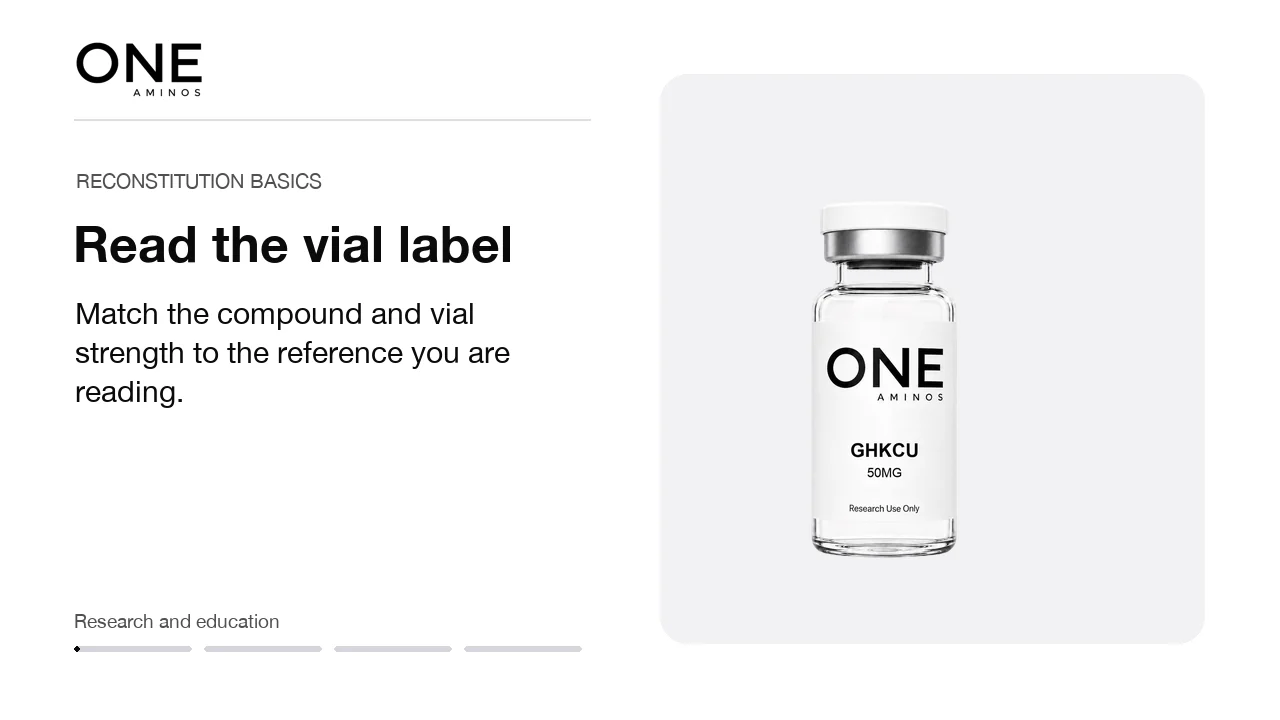 ONE
AMINOS
RECONSTITUTION BASICS
Read the vial label
Match the compound and vial
strength to the reference you are
reading.
Research and education
ONE
AMINOS
GHKCU
50MG
Research Use Only